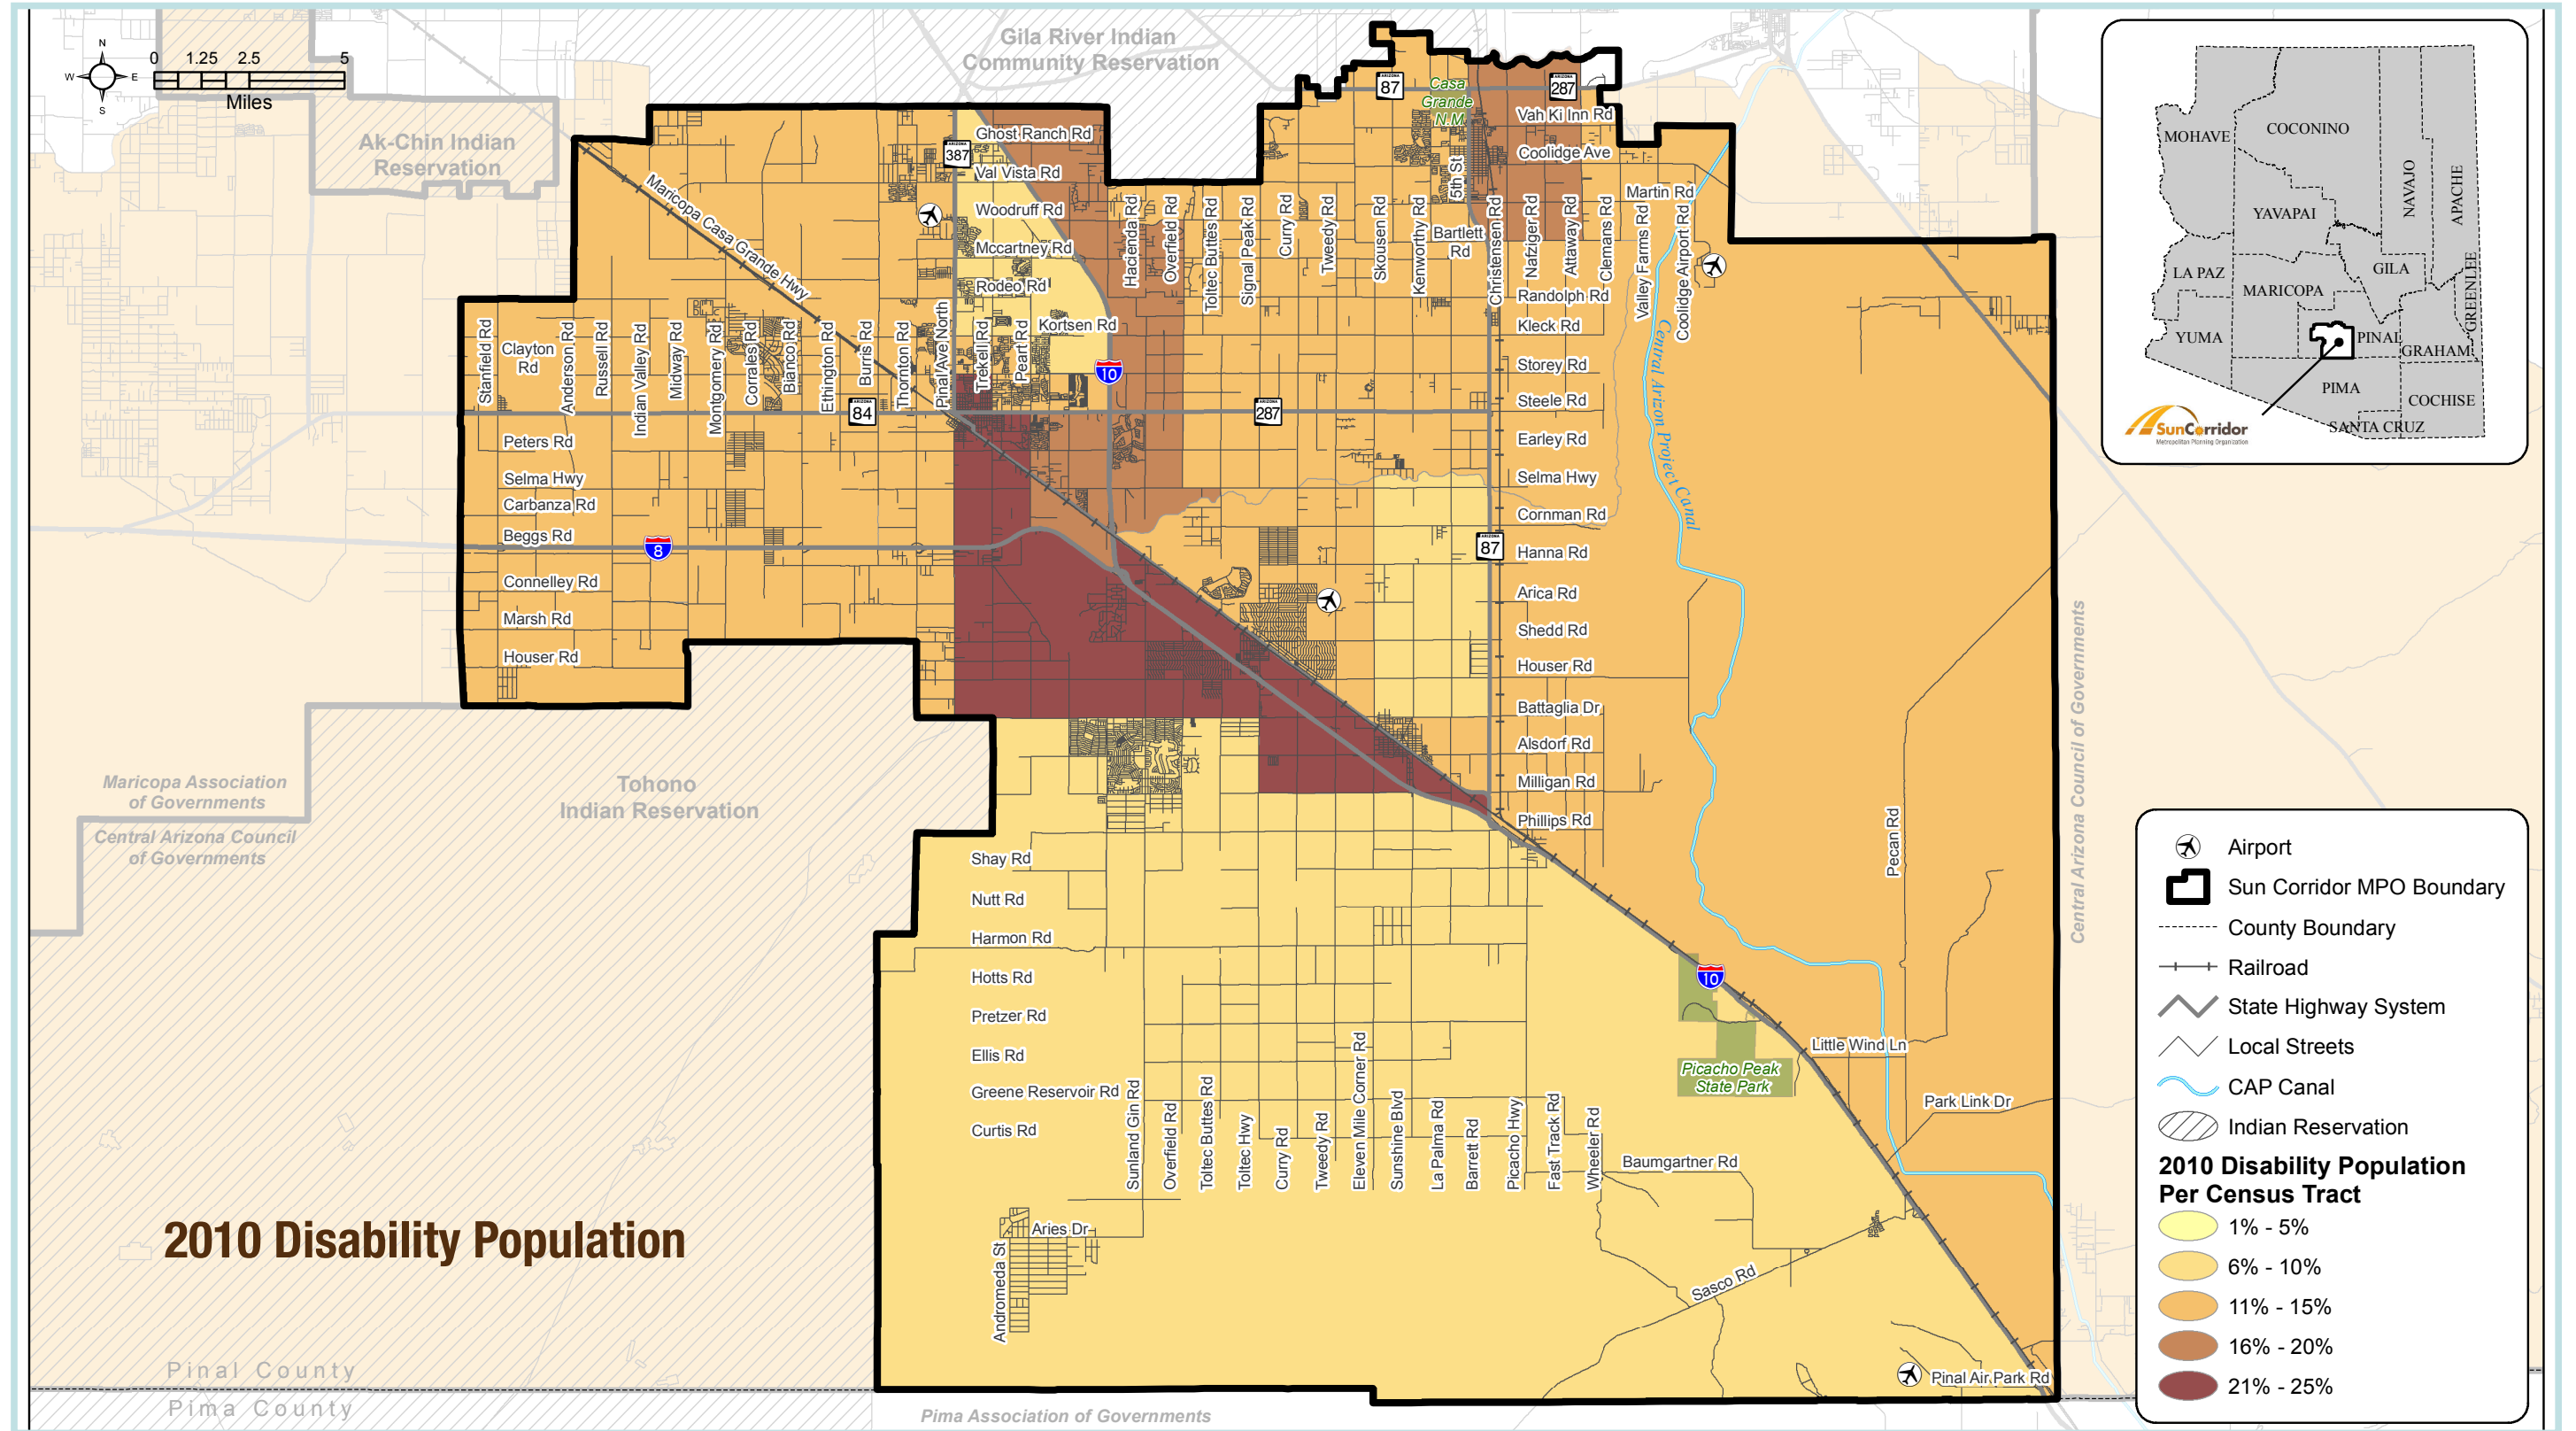 N
W
E
S
0 1.25 2.5 5
Miles
Gila River Indian
Community Reservation
Ak-Chin Indian
Reservation
ARIZONA
387
ARIZONA
87
Casa
Grande
N.M.
ARIZONA
287
Ghost Ranch Rd
Val Vista Rd
Woodruff Rd
Mccartney Rd
Rodeo Rd
Kortsen Rd
Vah Ki Inn Rd
Coolidge Ave
Martin Rd
5th St
Bartlett
Rd
Maricopa Casa Grande Hwy
Hacienda Rd
Overfield Rd
Toltec Buttes Rd
Signal Peak Rd
Curry Rd
Tweedy Rd
Skousen Rd
Kenworthy Rd
Christensen Rd
Nafziger Rd
Attaway Rd
Clemans Rd
Valley Farms Rd
Coolidge Airport Rd
Stanfield Rd
Clayton
Rd
Anderson Rd
Russell Rd
Indian Valley Rd
Midway Rd
Montgomery Rd
Corrales Rd
Bianco Rd
Ethington Rd
Burris Rd
Thornton Rd
Pinal Ave North
Trekell Rd
Peart Rd
10
ARIZONA
84
ARIZONA
287
Randolph Rd
Kleck Rd
Storey Rd
Steele Rd
Earley Rd
Selma Hwy
Cornman Rd
Hanna Rd
Arica Rd
Shedd Rd
Houser Rd
Battaglia Dr
Alsdorf Rd
Milligan Rd
Phillips Rd
ARIZONA
87
Central Arizon Project Canal
Peters Rd
Selma Hwy
Carbanza Rd
Beggs Rd
8
Connelley Rd
Marsh Rd
Houser Rd
Maricopa Association
of Governments
Central Arizona Council
of Governments
Tohono
Indian Reservation
Central Arizona Council of Governments
Pecan Rd
Shay Rd
Nutt Rd
Harmon Rd
Hotts Rd
Pretzer Rd
Ellis Rd
Greene Reservoir Rd
Curtis Rd
Sunland Gin Rd
Overfield Rd
Toltec Buttes Rd
Toltec Hwy
Curry Rd
Tweedy Rd
Eleven Mile Corner Rd
Sunshine Blvd
La Palma Rd
Barrett Rd
Picacho Hwy
Fast Track Rd
Wheeler Rd
10
Picacho Peak
State Park
Little Wind Ln
Park Link Dr
Baumgartner Rd
Sasco Rd
Aries Dr
Andromeda St
Pinal Air Park Rd
2010 Disability Population
Pinal County
Pima County
Pima Association of Governments
MOHAVE
COCONINO
NAVAJO
APACHE
YAVAPAI
LA PAZ
GILA
MARICOPA
GREENLEE
YUMA
PINAL
GRAHAM
PIMA
COCHISE
SANTA CRUZ
SunCorridor
Metropolitan Planning Organization
Airport
Sun Corridor MPO Boundary
County Boundary
Railroad
State Highway System
Local Streets
CAP Canal
Indian Reservation
2010 Disability Population
Per Census Tract
1% - 5%
6% - 10%
11% - 15%
16% - 20%
21% - 25%